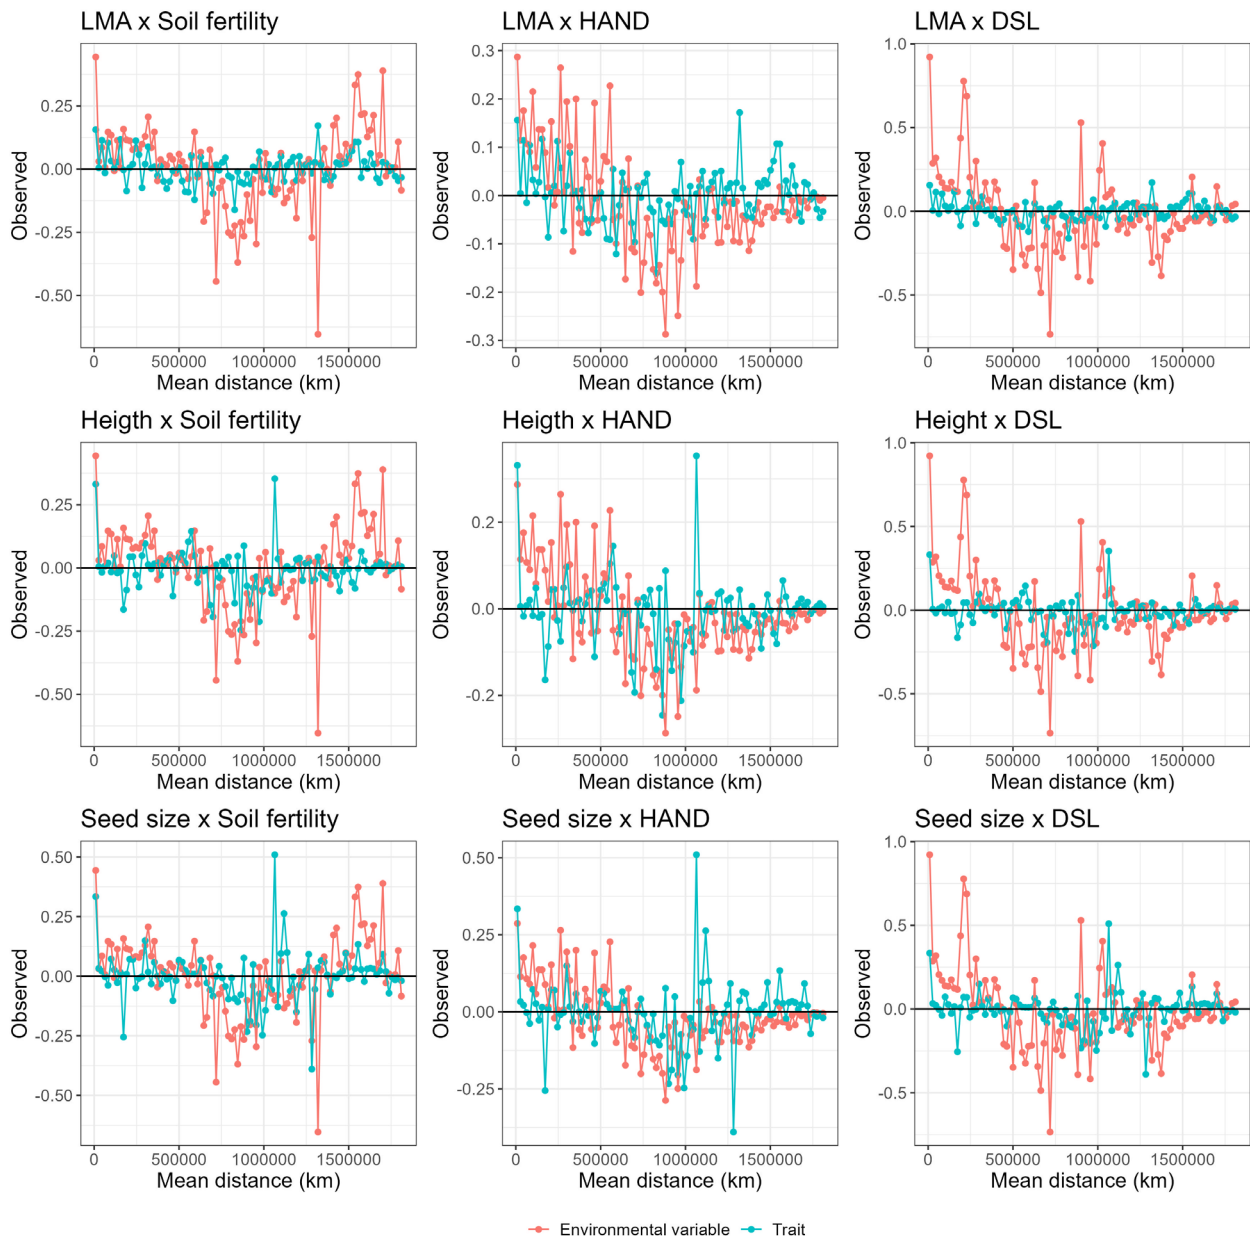 LMA x Soil fertility
LMA x HAND
LMA x DSL
Observed
0.25
0.00
-0.25
-0.50
0
500000
1000000
1500000
Mean distance (km)
Observed
0.3
0.2
0.1
0.0
-0.1
-0.2
-0.3
0
500000
1000000
1500000
Mean distance (km)
Observed
1.0
0.5
0.0
-0.5
0
500000
1000000
1500000
Mean distance (km)
Heigth x Soil fertility
Heigth x HAND
Height x DSL
Observed
0.25
0.00
-0.25
-0.50
0
500000
1000000
1500000
Mean distance (km)
Observed
0.2
0.0
-0.2
0
500000
1000000
1500000
Mean distance (km)
Observed
1.0
0.5
0.0
-0.5
0
500000
1000000
1500000
Mean distance (km)
Seed size x Soil fertility
Seed size x HAND
Seed size x DSL
Observed
0.50
0.25
0.00
-0.25
-0.50
0
500000
1000000
1500000
Mean distance (km)
Observed
0.50
0.25
0.00
-0.25
0
500000
1000000
1500000
Mean distance (km)
Observed
1.0
0.5
0.0
-0.5
0
500000
1000000
1500000
Mean distance (km)
Environmental variable
Trait